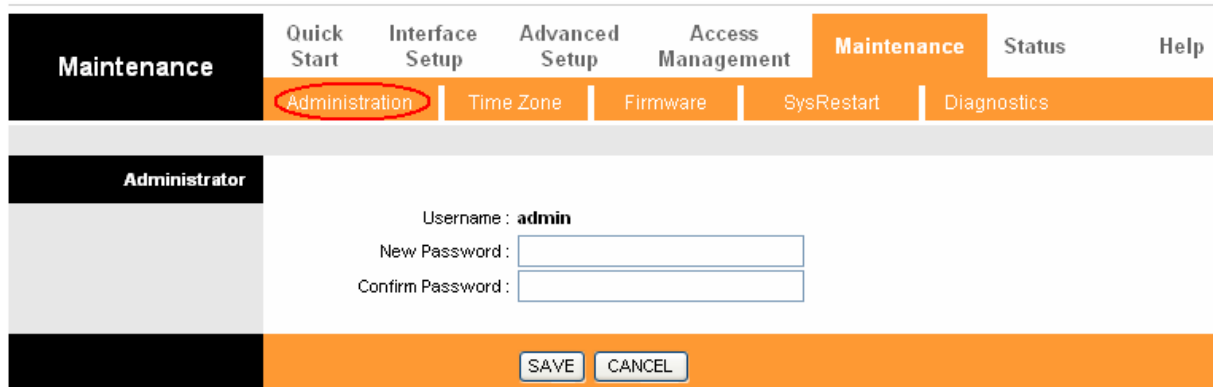 Maintenance
Quick Start
Interface Setup
Advanced Setup
Access Management
Maintenance
Status
Help
Administration
Time Zone
Firmware
SysRestart
Diagnostics
Administrator
Username : admin
New Password :
Confirm Password :
SAVE
CANCEL